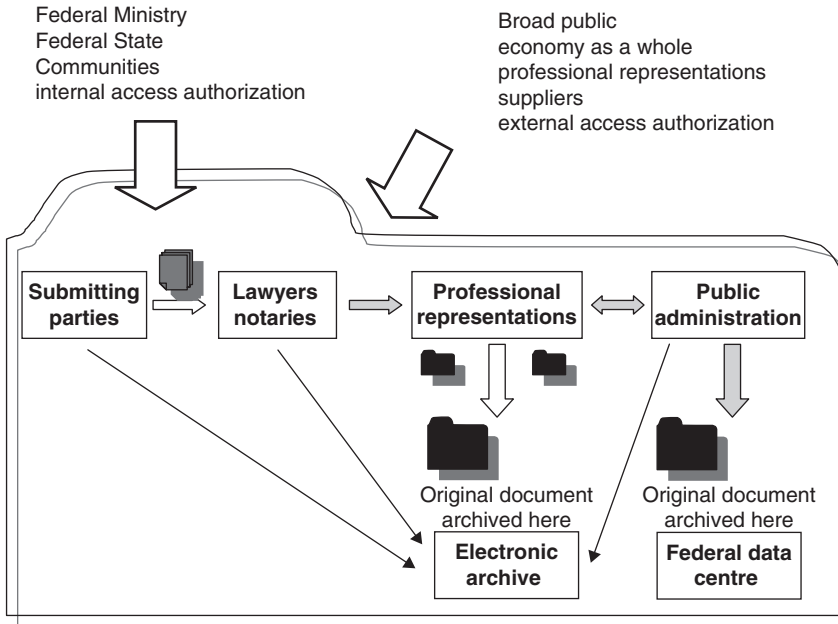 Federal Ministry
Federal State
Communities
internal access authorization
Broad public
economy as a whole
professional representations
suppliers
external access authorization
Submitting
parties
Lawyers
notaries
Professional
representations
Public
administration
Original document
archived here
Original document
archived here
Electronic
archive
Federal data
centre